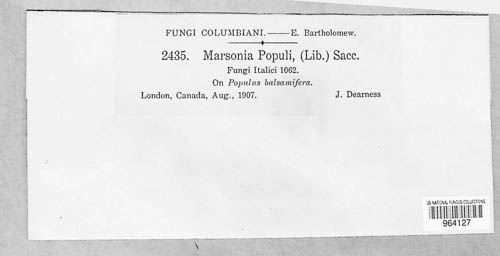 FUNGI COLUMBIANI.—E. Bartholomew.
2435. Marsonia Populi, (Lib.) Sacc.
Fungi Italici 1062.
On Populus balsamifera.
London, Canada, Aug., 1907. J. Dearness
US NATIONAL FUNGUS COLLECTIONS
964127